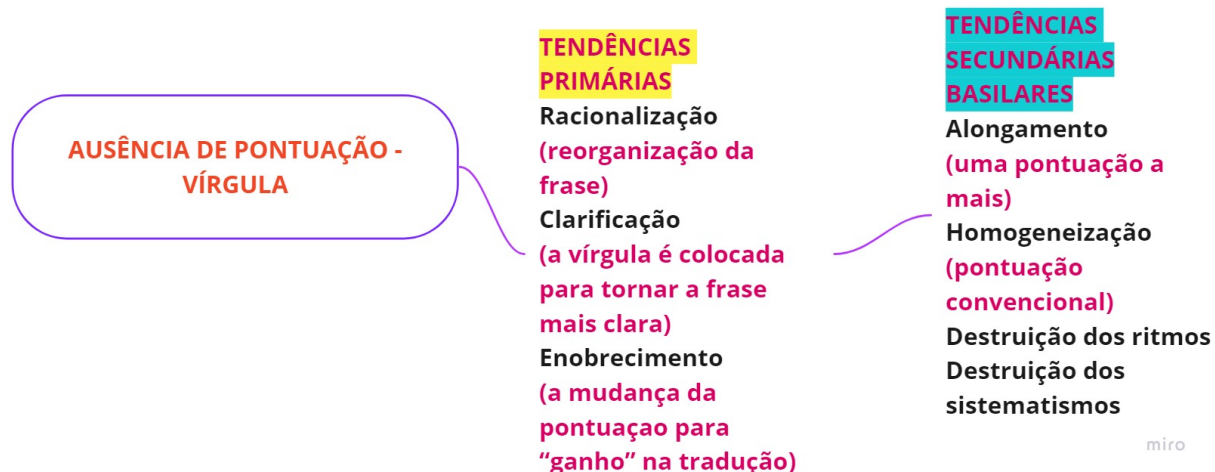 AUSÊNCIA DE PONTUAÇÃO -
VÍRGULA
TENDÊNCIAS
PRIMÁRIAS
Racionalização
(reorganização da
frase)
Clarificação
(a vírgula é colocada
para tornar a frase
mais clara)
Enobrecimento
(a mudança da
pontuaçao para
“ganho” na tradução)
TENDÊNCIAS
SECUNDÁRIAS
BASILARES
Alongamento
(uma pontuação a
mais)
Homogeneização
(pontuação
convencional)
Destruição dos ritmos
Destruição dos
sistematismos
miro